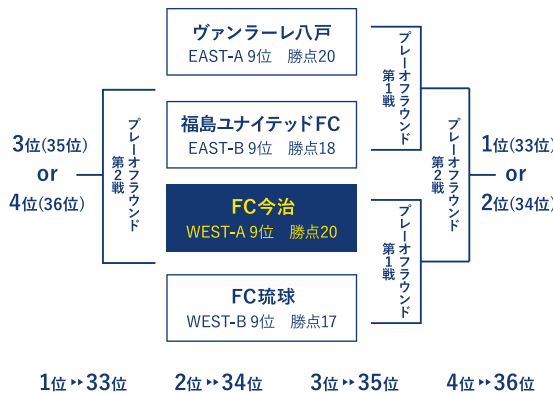 ヴァンラーレ八戸
EAST-A 9位 勝点20
福島ユナイテッドFC
EAST-B 9位 勝点18
FC今治
WEST-A 9位 勝点20
FC琉球
WEST-B 9位 勝点17
3位(35位)
or
4位(36位)
プレーオフラウンド
第2戦
プレーオフラウンド
第1戦
プレーオフラウンド
第1戦
プレーオフラウンド
第2戦
1位(33位)
or
2位(34位)
1位▸▸33位 2位▸▸34位 3位▸▸35位 4位▸▸36位